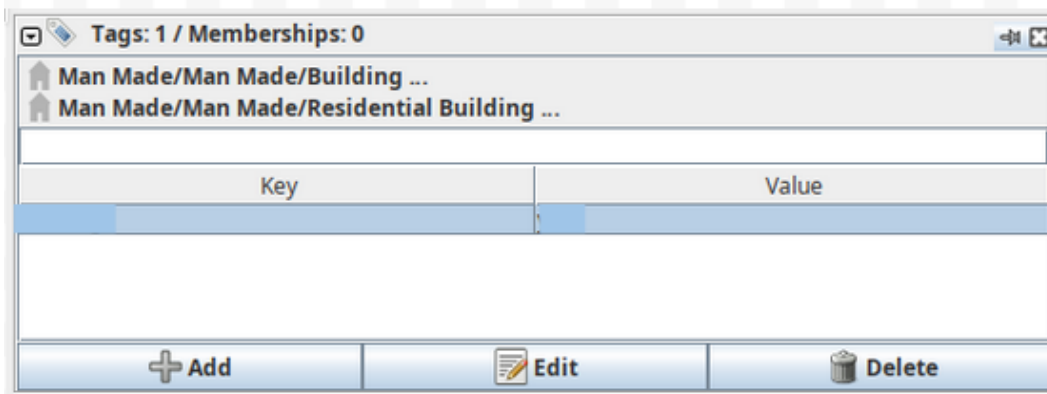 Tags: 1 / Memberships: 0
Man Made/Man Made/Building ...
Man Made/Man Made/Residential Building ...
Key Value
Add Edit Delete